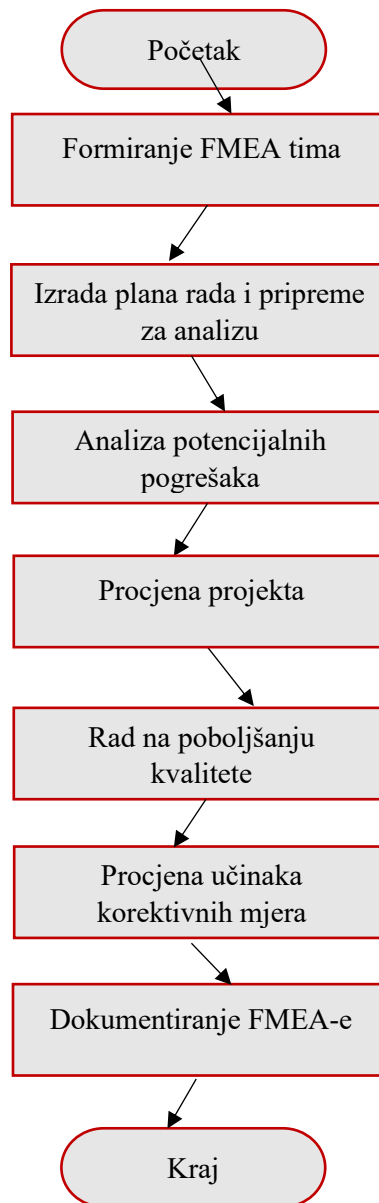 Početak
Formiranje FMEA tima
Izrada plana rada i pripreme
za analizu
Analiza potencijalnih
pogrešaka
Procjena projekta
Rad na poboljšanju
kvalitete
Procjena učinaka
korektivnih mjera
Dokumentiranje FMEA-e
Kraj